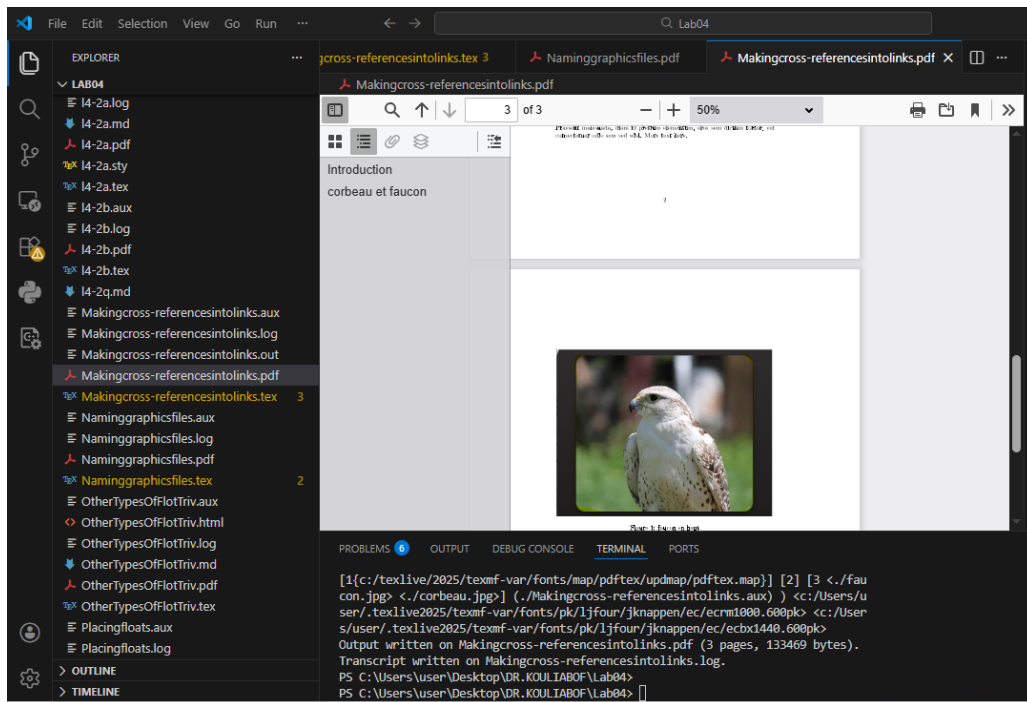 File Edit Selection View Go Run ··· ← → Lab04
EXPLORER ···
LAB04
l4-2a.log
l4-2a.md
l4-2a.pdf
l4-2a.sty
l4-2a.tex
l4-2b.aux
l4-2b.log
l4-2b.pdf
l4-2b.tex
l4-2q.md
Makingcross-referencesintolinks.aux
Makingcross-referencesintolinks.log
Makingcross-referencesintolinks.out
Makingcross-referencesintolinks.pdf
Makingcross-referencesintolinks.tex 3
Naminggraphicsfiles.aux
Naminggraphicsfiles.log
Naminggraphicsfiles.pdf
Naminggraphicsfiles.tex 2
OtherTypesOfFlotTriv.aux
OtherTypesOfFlotTriv.html
OtherTypesOfFlotTriv.log
OtherTypesOfFlotTriv.md
OtherTypesOfFlotTriv.pdf
OtherTypesOfFlotTriv.tex
Placingfloats.aux
Placingfloats.log
OUTLINE
TIMELINE
gcross-referencesintolinks.tex 3 Naminggraphicsfiles.pdf Makingcross-referencesintolinks.pdf ···
Makingcross-referencesintolinks.pdf
3 of 3 50%
Introduction
corbeau et faucon
2
PROBLEMS 6 OUTPUT DEBUG CONSOLE TERMINAL PORTS
[1{c:/texlive/2025/texmf-var/fonts/map/pdftex/updmap/pdftex.map}] [2] [3 <./fau
con.jpg> <./corbeau.jpg>] (./Makingcross-referencesintolinks.aux) ) <c:/Users/u
ser/.texlive2025/texmf-var/fonts/pk/ljfour/jknappen/ec/ecrm1000.600pk> <c:/User
s/user/.texlive2025/texmf-var/fonts/pk/ljfour/jknappen/ec/ecbx1440.600pk>
Output written on Makingcross-referencesintolinks.pdf (3 pages, 133469 bytes).
Transcript written on Makingcross-referencesintolinks.log.
PS C:\Users\user\Desktop\DR.KOULIABOF\Lab04>
PS C:\Users\user\Desktop\DR.KOULIABOF\Lab04>